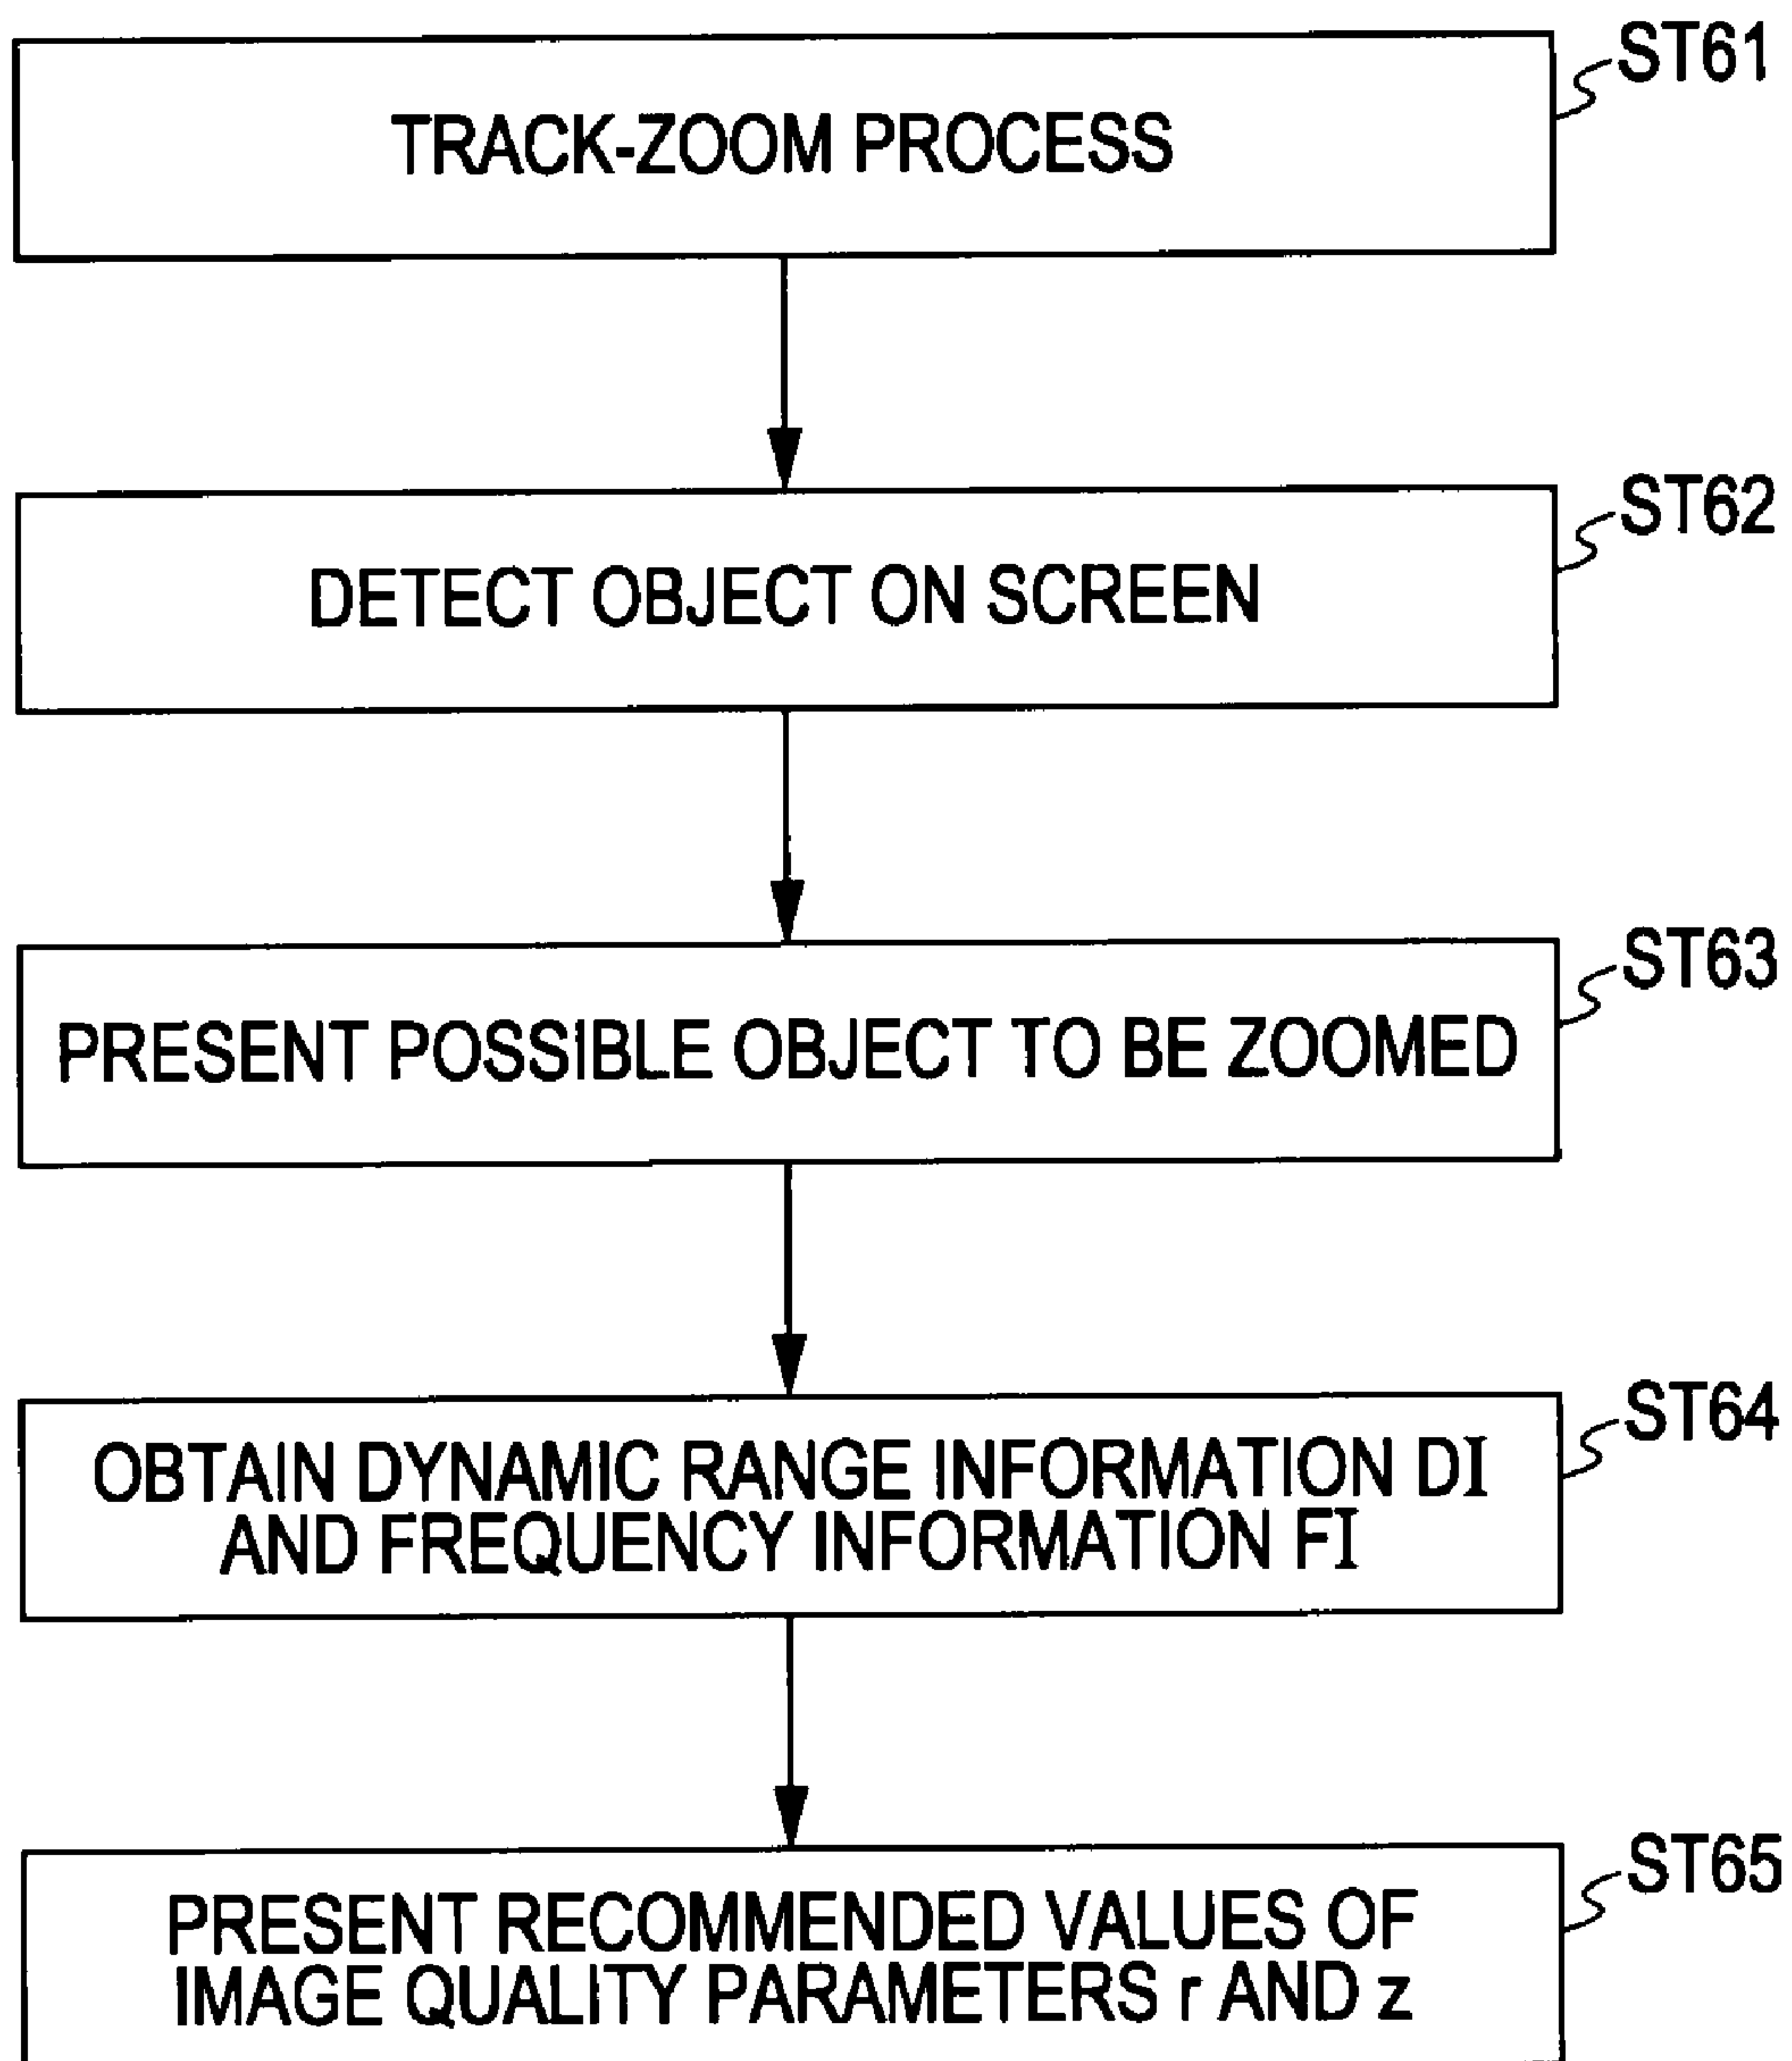 ST61
TRACK-ZOOM PROCESS
ST62
DETECT OBJECT ON SCREEN
ST63
PRESENT POSSIBLE OBJECT TO BE ZOOMED
ST64
OBTAIN DYNAMIC RANGE INFORMATION DI
AND FREQUENCY INFORMATION FI
ST65
PRESENT RECOMMENDED VALUES OF
IMAGE QUALITY PARAMETERS r AND z